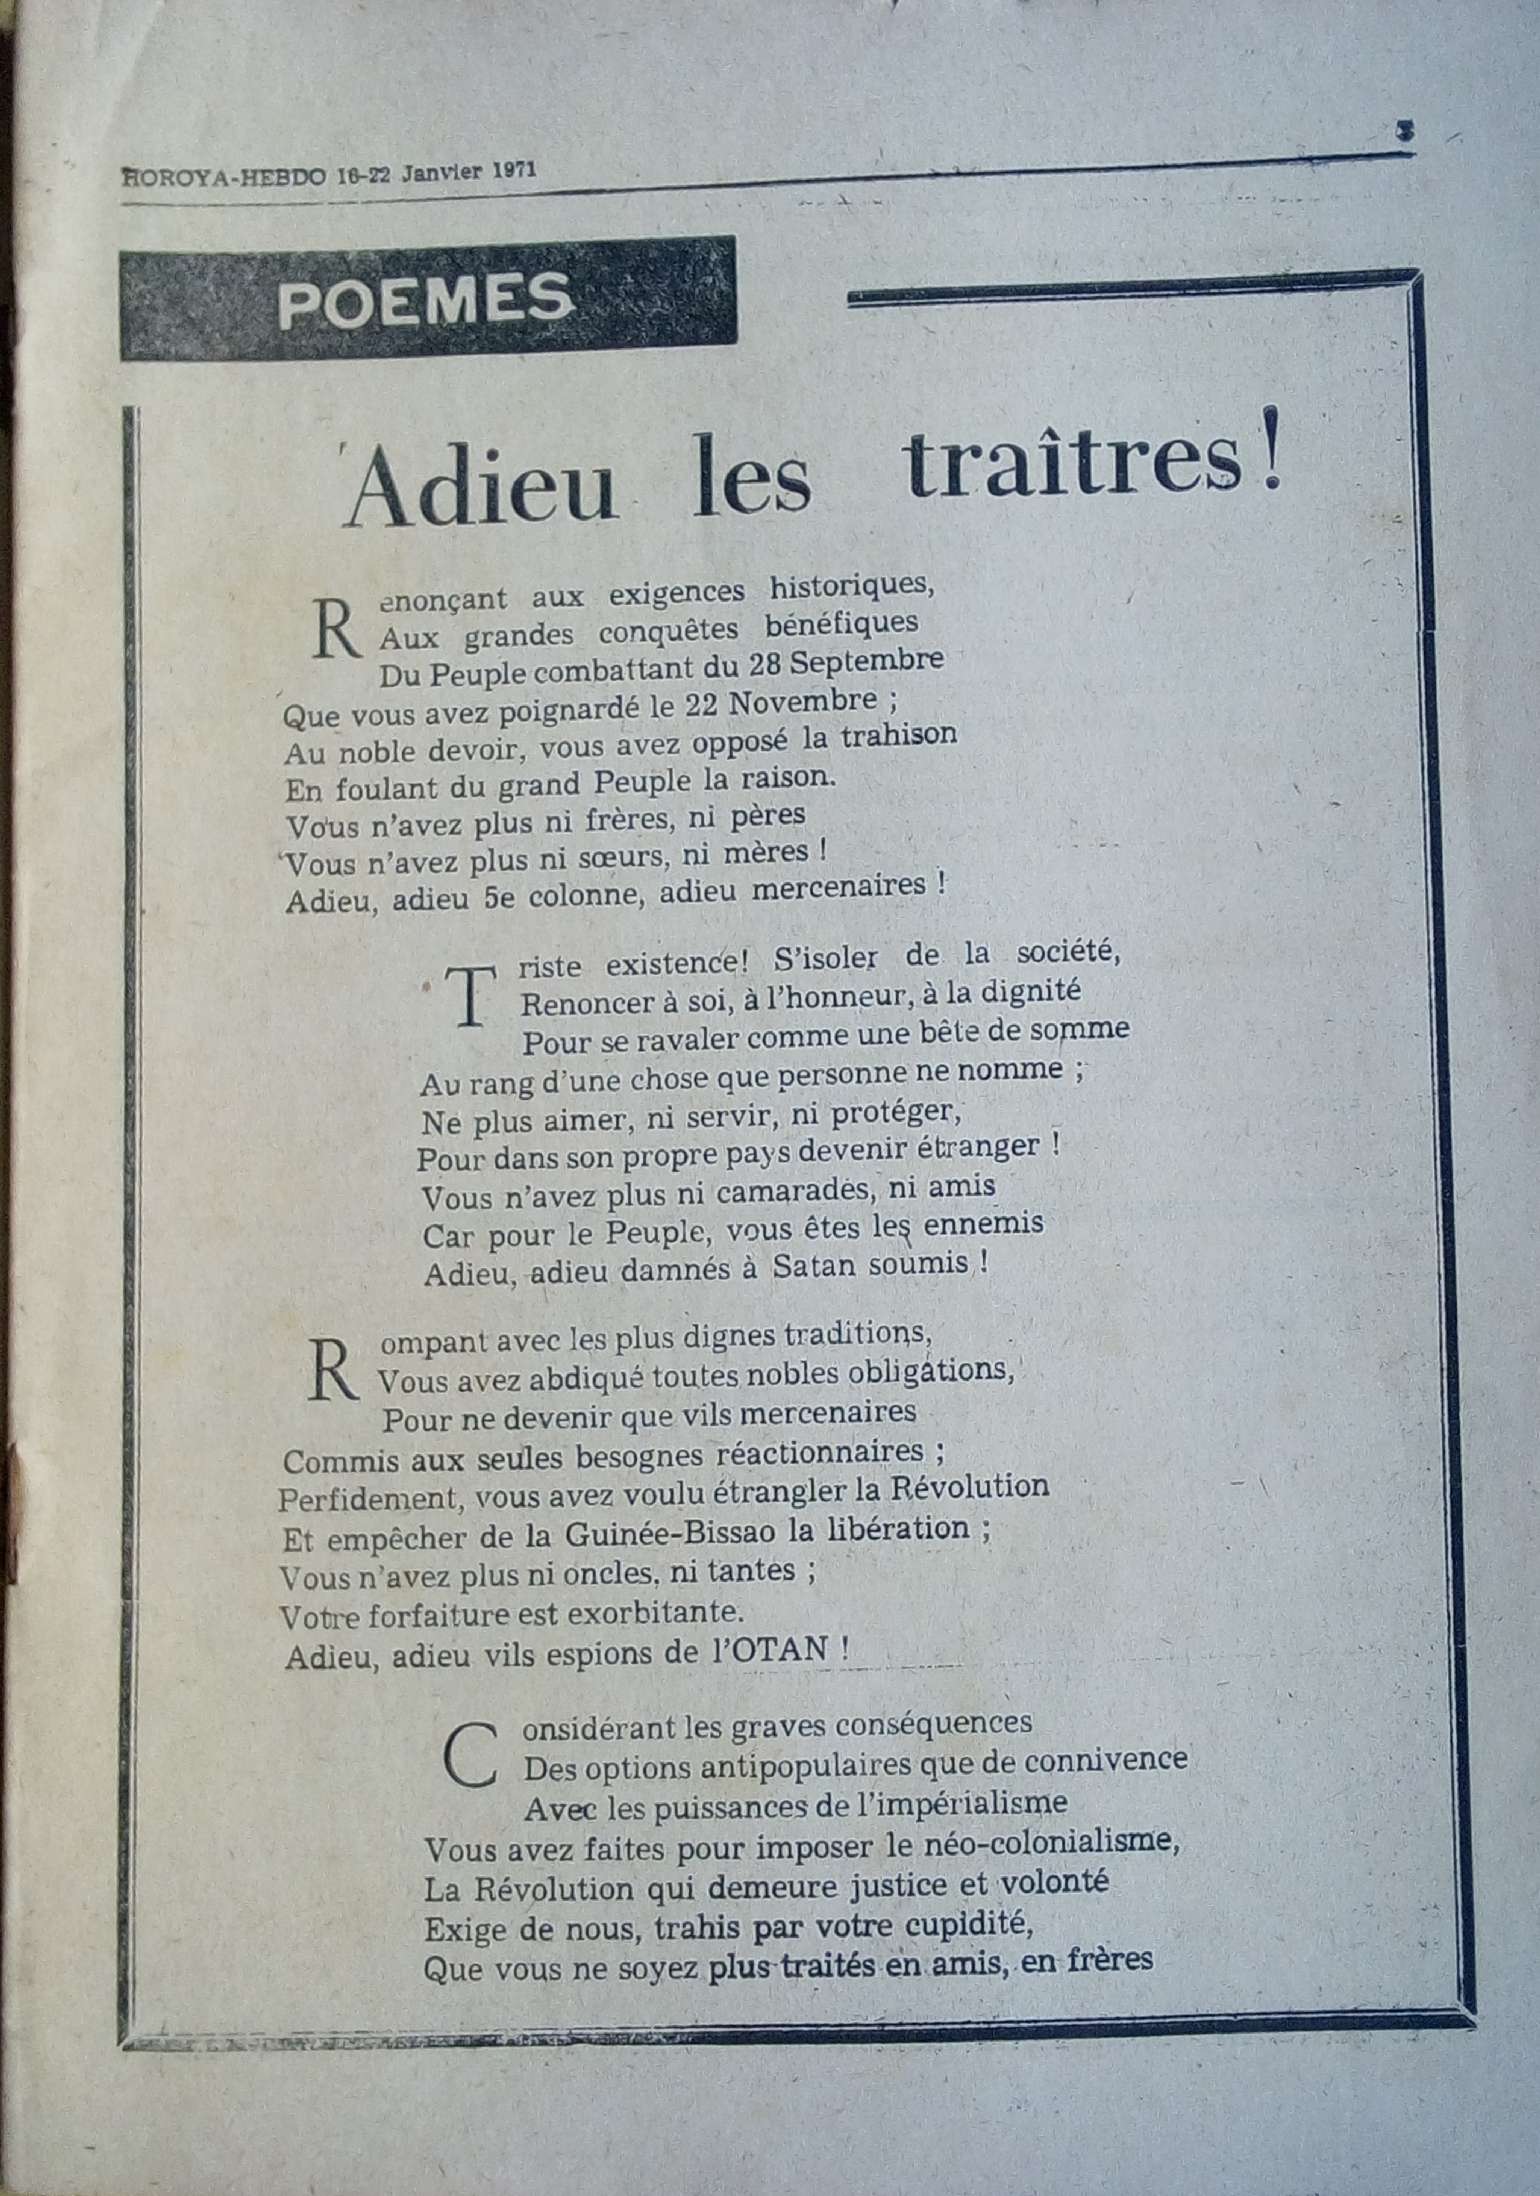 HOROYA-HEBDO 16-22 Janvier 1971
POEMES
Adieu les traîtres!
Renonçant aux exigences historiques,
Aux grandes conquêtes bénéfiques
Du Peuple combattant du 28 Septembre
Que vous avez poignardé le 22 Novembre ;
Au noble devoir, vous avez opposé la trahison
En foulant du grand Peuple la raison.
Vous n'avez plus ni frères, ni pères
Vous n'avez plus ni sœurs, ni mères !
Adieu, adieu 5e colonne, adieu mercenaires !
Triste existence! S'isoler de la société,
Renoncer à soi, à l'honneur, à la dignité
Pour se ravaler comme une bête de somme
Au rang d'une chose que personne ne nomme ;
Ne plus aimer, ni servir, ni protéger,
Pour dans son propre pays devenir étranger !
Vous n'avez plus ni camarades, ni amis
Car pour le Peuple, vous êtes les ennemis
Adieu, adieu damnés à Satan soumis !
Rompant avec les plus dignes traditions,
Vous avez abdiqué toutes nobles obligations,
Pour ne devenir que vils mercenaires
Commis aux seules besognes réactionnaires ;
Perfidement, vous avez voulu étrangler la Révolution
Et empêcher de la Guinée-Bissao la libération ;
Vous n'avez plus ni oncles, ni tantes ;
Votre forfaiture est exorbitante.
Adieu, adieu vils espions de l'OTAN !
Considérant les graves conséquences
Des options antipopulaires que de connivence
Avec les puissances de l'impérialisme
Vous avez faites pour imposer le néo-colonialisme,
La Révolution qui demeure justice et volonté
Exige de nous, trahis par votre cupidité,
Que vous ne soyez plus traités en amis, en frères